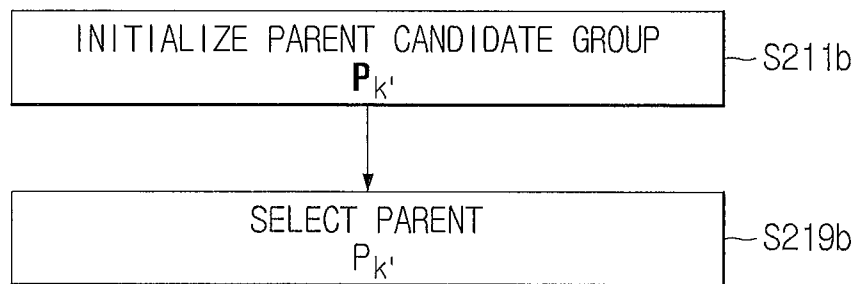 INITIALIZE PARENT CANDIDATE GROUP
Pk'
S211b
SELECT PARENT
Pk'
S219b